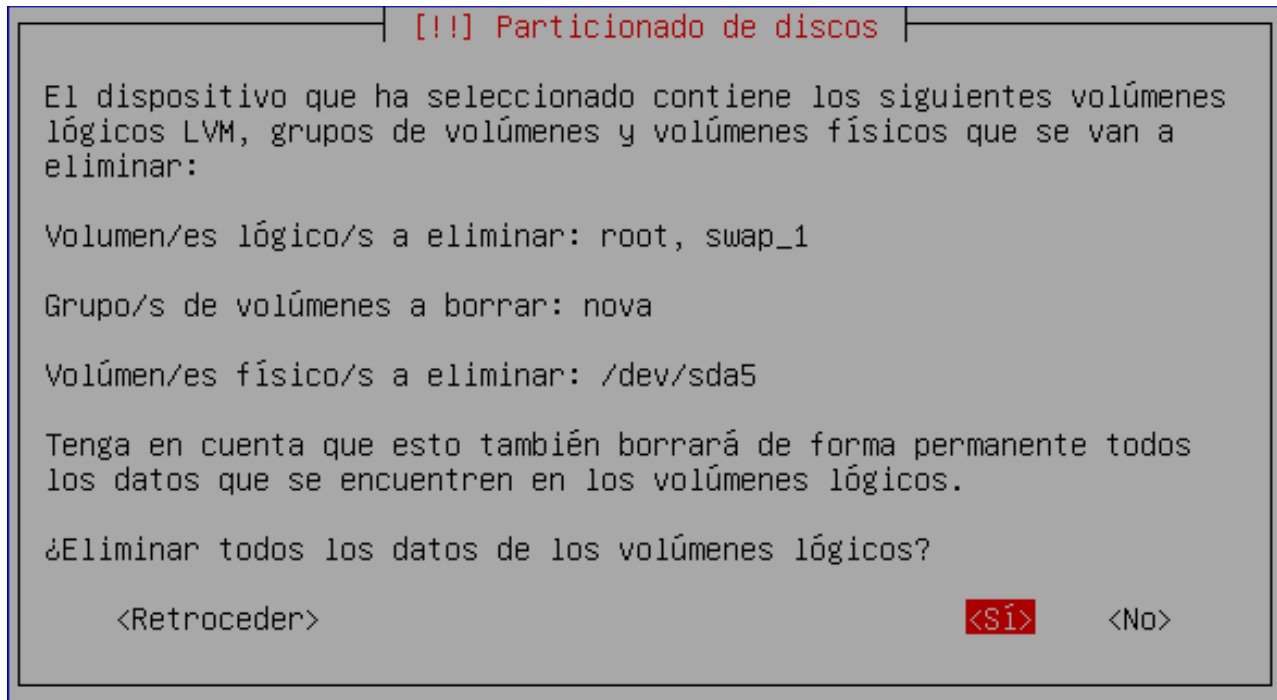 [!!] Particionado de discos
El dispositivo que ha seleccionado contiene los siguientes volúmenes
lógicos LVM, grupos de volúmenes y volúmenes físicos que se van a
eliminar:
Volumen/es lógico/s a eliminar: root, swap_1
Grupo/s de volúmenes a borrar: nova
Volúmen/es físico/s a eliminar: /dev/sda5
Tenga en cuenta que esto también borrará de forma permanente todos
los datos que se encuentren en los volúmenes lógicos.
¿Eliminar todos los datos de los volúmenes lógicos?
<Retroceder> <Sí> <No>